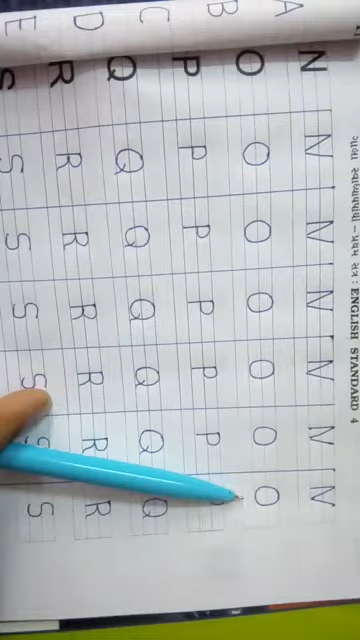 : ENGLISH STANDARD 4
N N N N N N N
A
O O O O O O O
B
P P P P P P P
C
Q Q Q Q Q Q Q
D
R R R R R R R
E
S S S S S S S